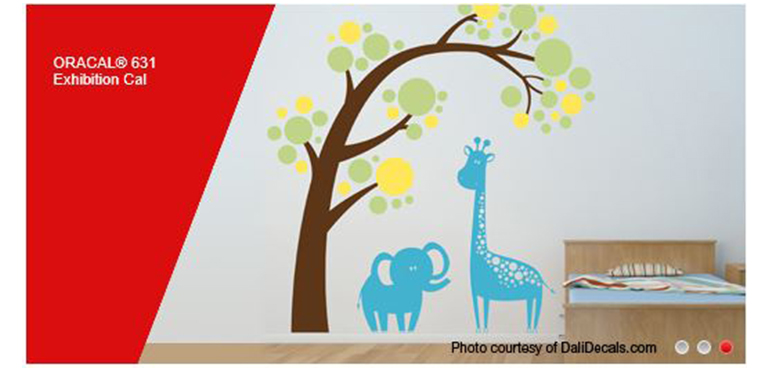 ORACAL® 631
Exhibition Cal
Photo courtesy of DaliDecals.com